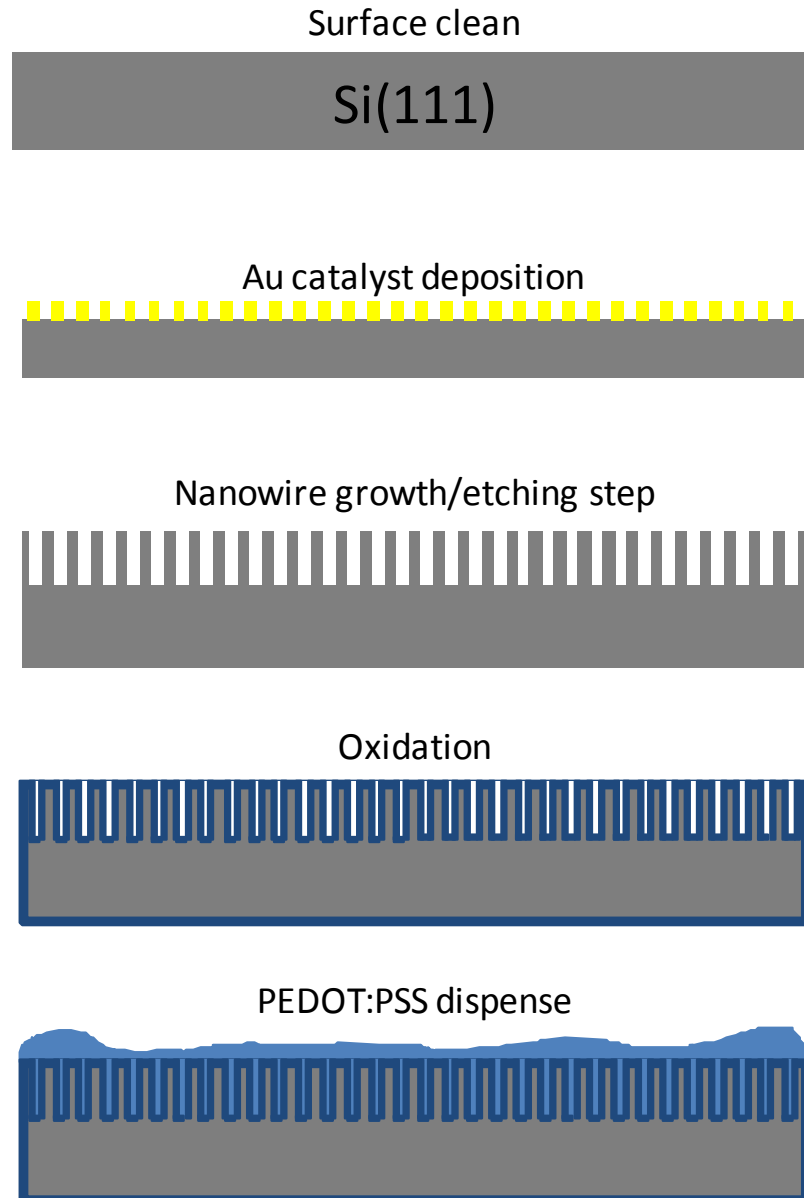 Surface clean
Si(111)
Au catalyst deposition
Nanowire growth/etching step
Oxidation
PEDOT:PSS dispense